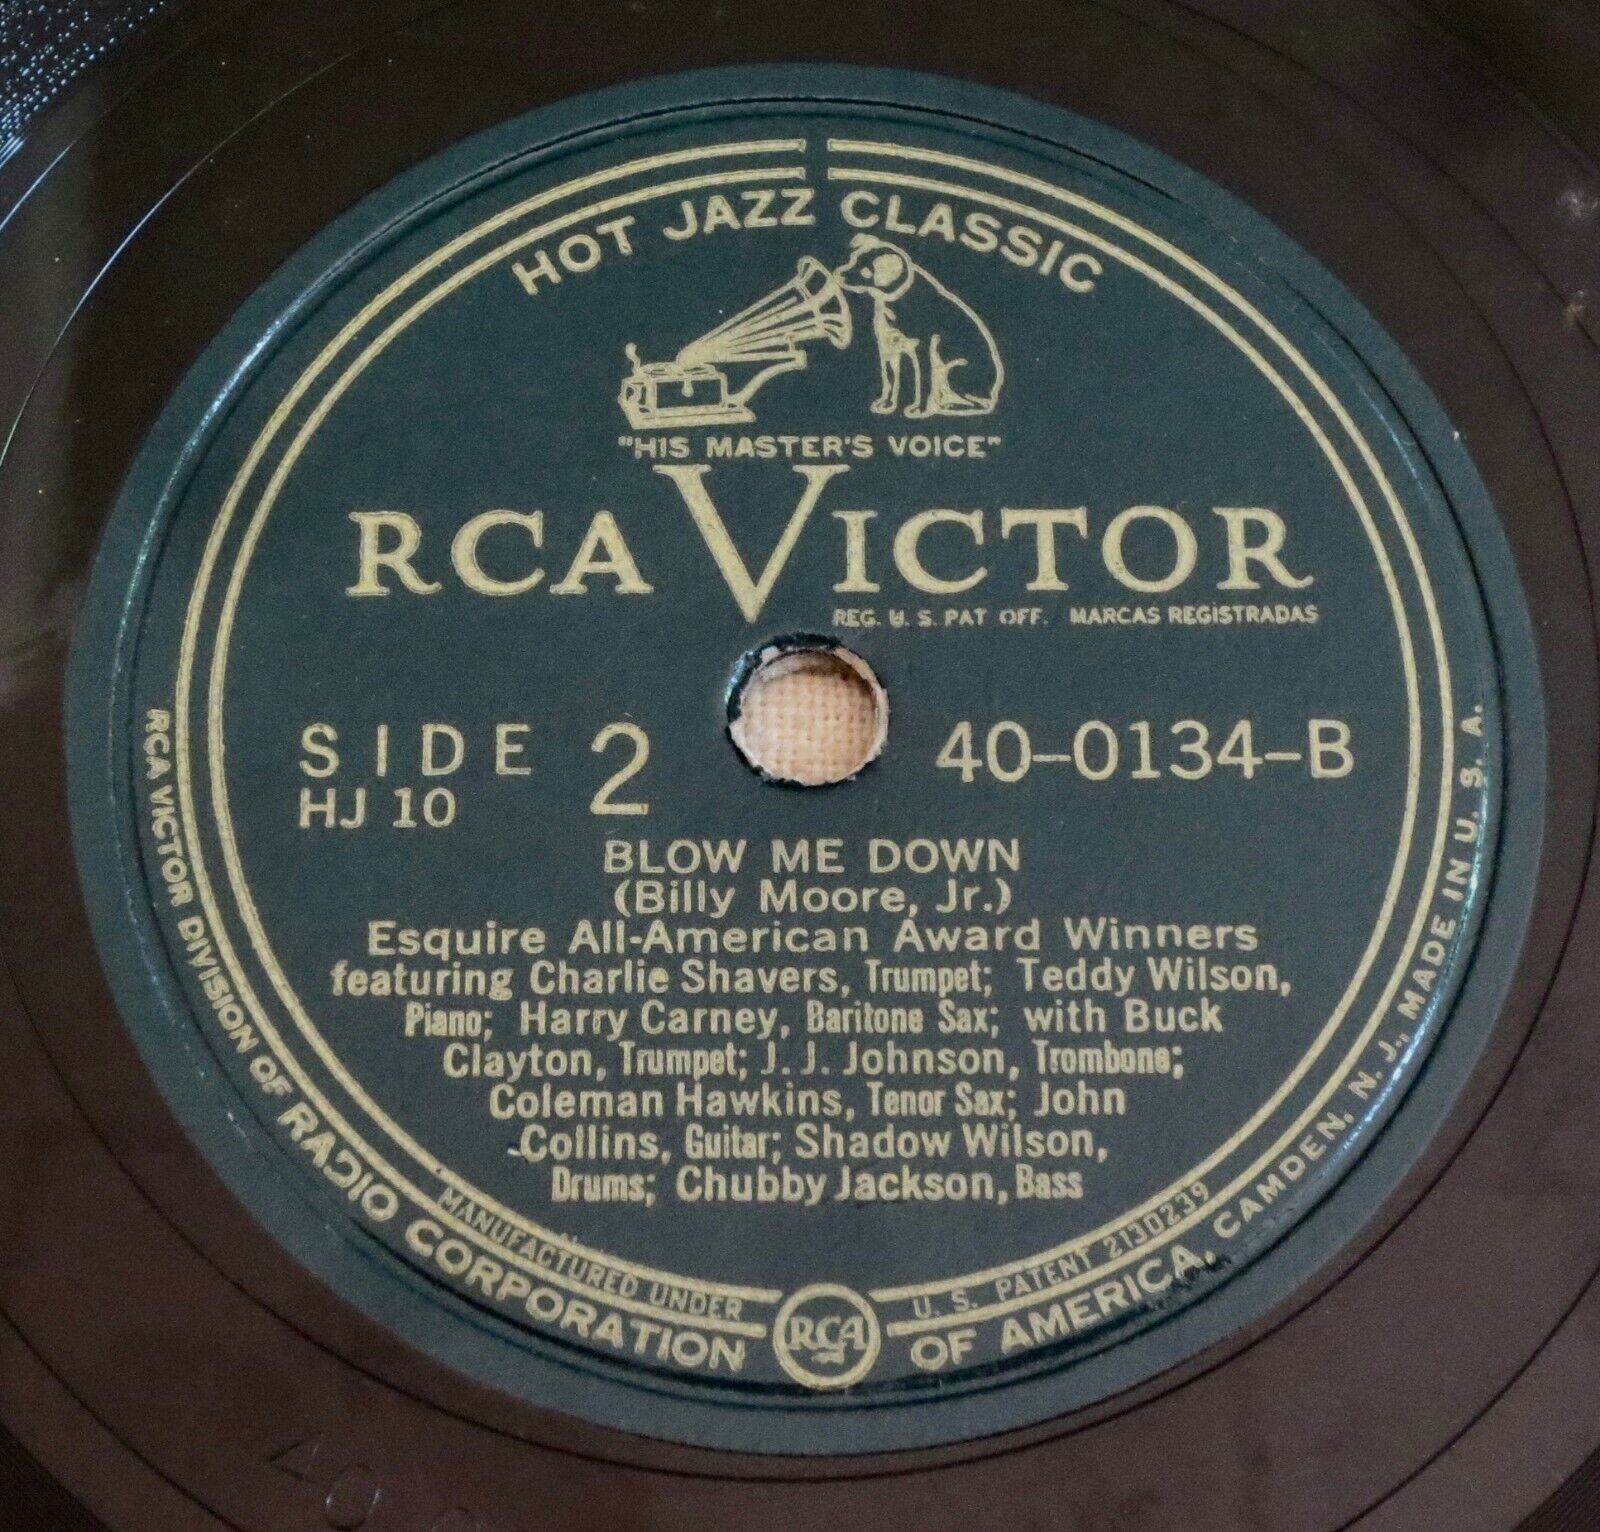 HOT JAZZ CLASSIC
"HIS MASTER'S VOICE"
RCA VICTOR
REG. U. S. PAT OFF. MARCAS REGISTRADAS
SIDE 2
HJ 10
40-0134-B
BLOW ME DOWN
(Billy Moore, Jr.)
Esquire All-American Award Winners
featuring Charlie Shavers, Trumpet; Teddy Wilson,
Piano; Harry Carney, Baritone Sax; with Buck
Clayton, Trumpet; J. J. Johnson, Trombone;
Coleman Hawkins, Tenor Sax; John
Collins, Guitar; Shadow Wilson,
Drums; Chubby Jackson, Bass
MANUFACTURED UNDER U. S. PATENT 2130239
RCA
RCA VICTOR DIVISION OF RADIO CORPORATION OF AMERICA, CAMDEN, N. J., MADE IN U. S. A.